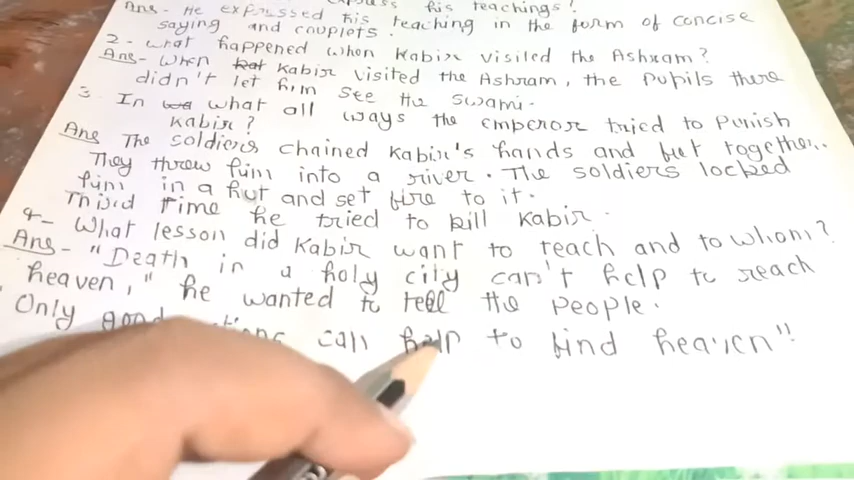 his teachings?
Ans- He expressed his teaching in the form of concise
saying and couplets.
2- what happened when Kabir visited the Ashram?
Ans- When Kabir visited the Ashram, the pupils there
didn't let him see the swami.
3. In what all ways the emperor tried to Punish
Kabir?
Ans The soldiers chained Kabir's hands and feet together.
They threw him into a river. The soldiers locked
him in a hut and set fire to it.
Third time he tried to kill Kabir.
4- What lesson did Kabir want to teach and to whom?
Ans- "Death in a holy city can't help to reach
heaven," he wanted to tell the People.
Only good can help to find heaven"